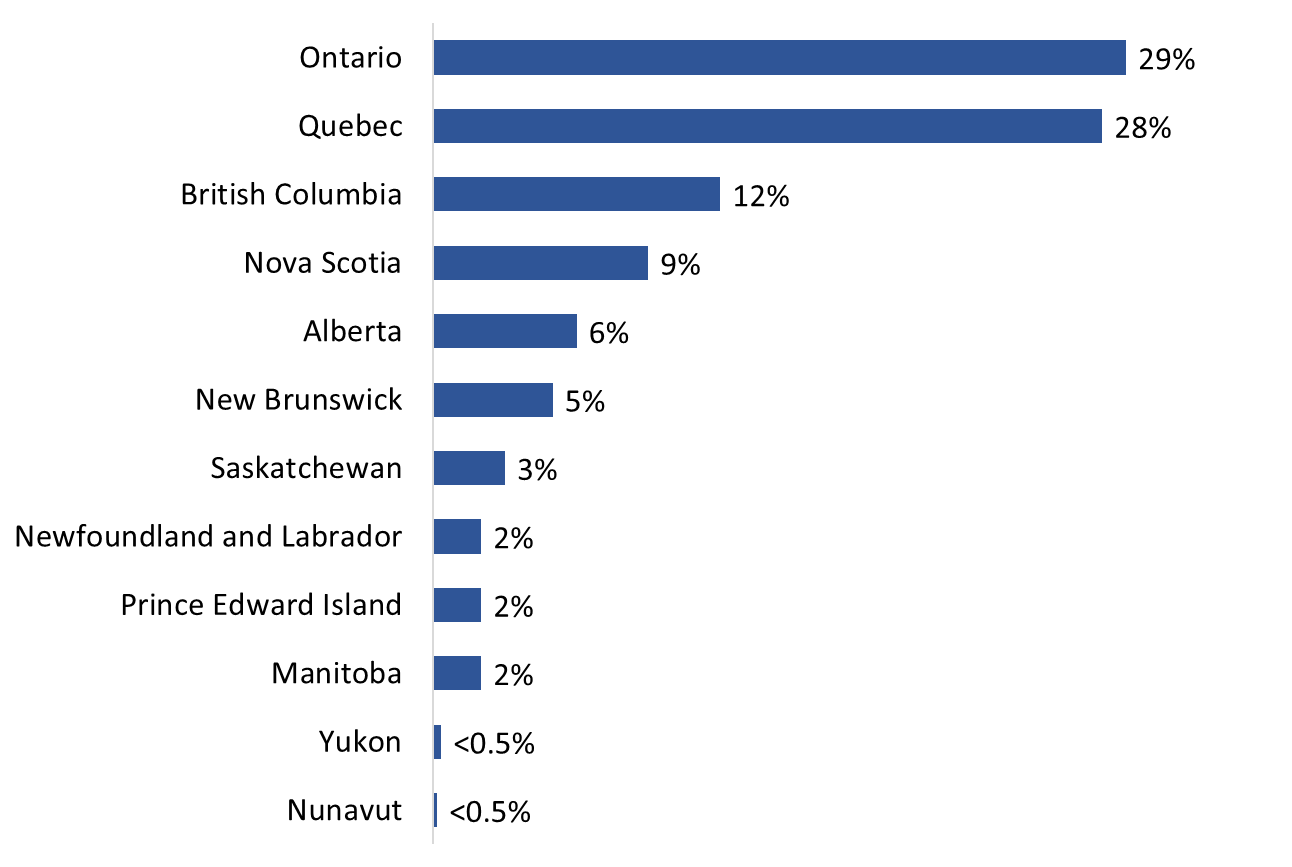 Ontario 29%
Quebec 28%
British Columbia 12%
Nova Scotia 9%
Alberta 6%
New Brunswick 5%
Saskatchewan 3%
Newfoundland and Labrador 2%
Prince Edward Island 2%
Manitoba 2%
Yukon <0.5%
Nunavut <0.5%